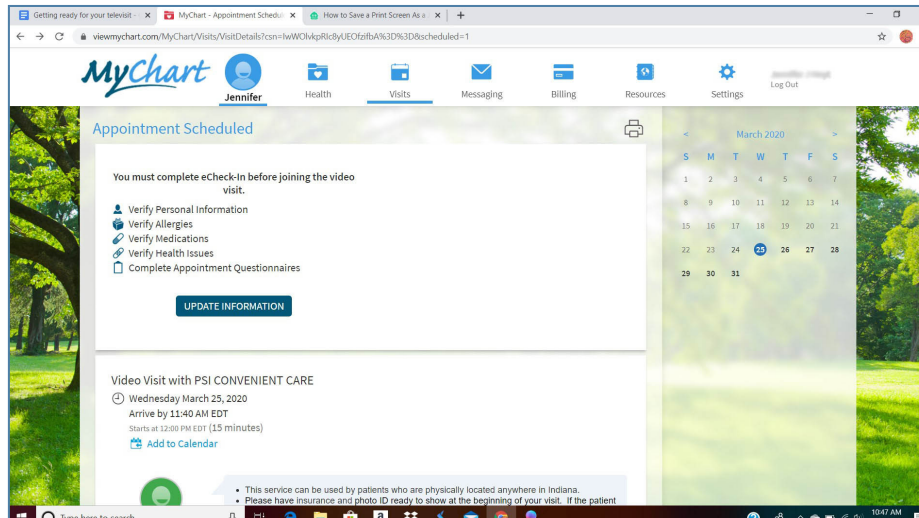 Getting ready for your televisit -
MyChart - Appointment Schedul
How to Save a Print Screen As a
viewmychart.com/MyChart/Visits/VisitDetails?csn=IwWOlvkpRlc8yUEOfzifbA%3D%3D&scheduled=1
MyChart
Jennifer
Health
Visits
Messaging
Billing
Resources
Settings
Log Out
Appointment Scheduled
You must complete eCheck-In before joining the video
visit.
Verify Personal Information
Verify Allergies
Verify Medications
Verify Health Issues
Complete Appointment Questionnaires
UPDATE INFORMATION
Video Visit with PSI CONVENIENT CARE
Wednesday March 25, 2020
Arrive by 11:40 AM EDT
Starts at 12:00 PM EDT (15 minutes)
Add to Calendar
• This service can be used by patients who are physically located anywhere in Indiana.
• Please have insurance and photo ID ready to show at the beginning of your visit. If the patient
< March 2020 >
S M T W T F S
1 2 3 4 5 6 7
8 9 10 11 12 13 14
15 16 17 18 19 20 21
22 23 24 25 26 27 28
29 30 31
Type here to search
10:47 AM